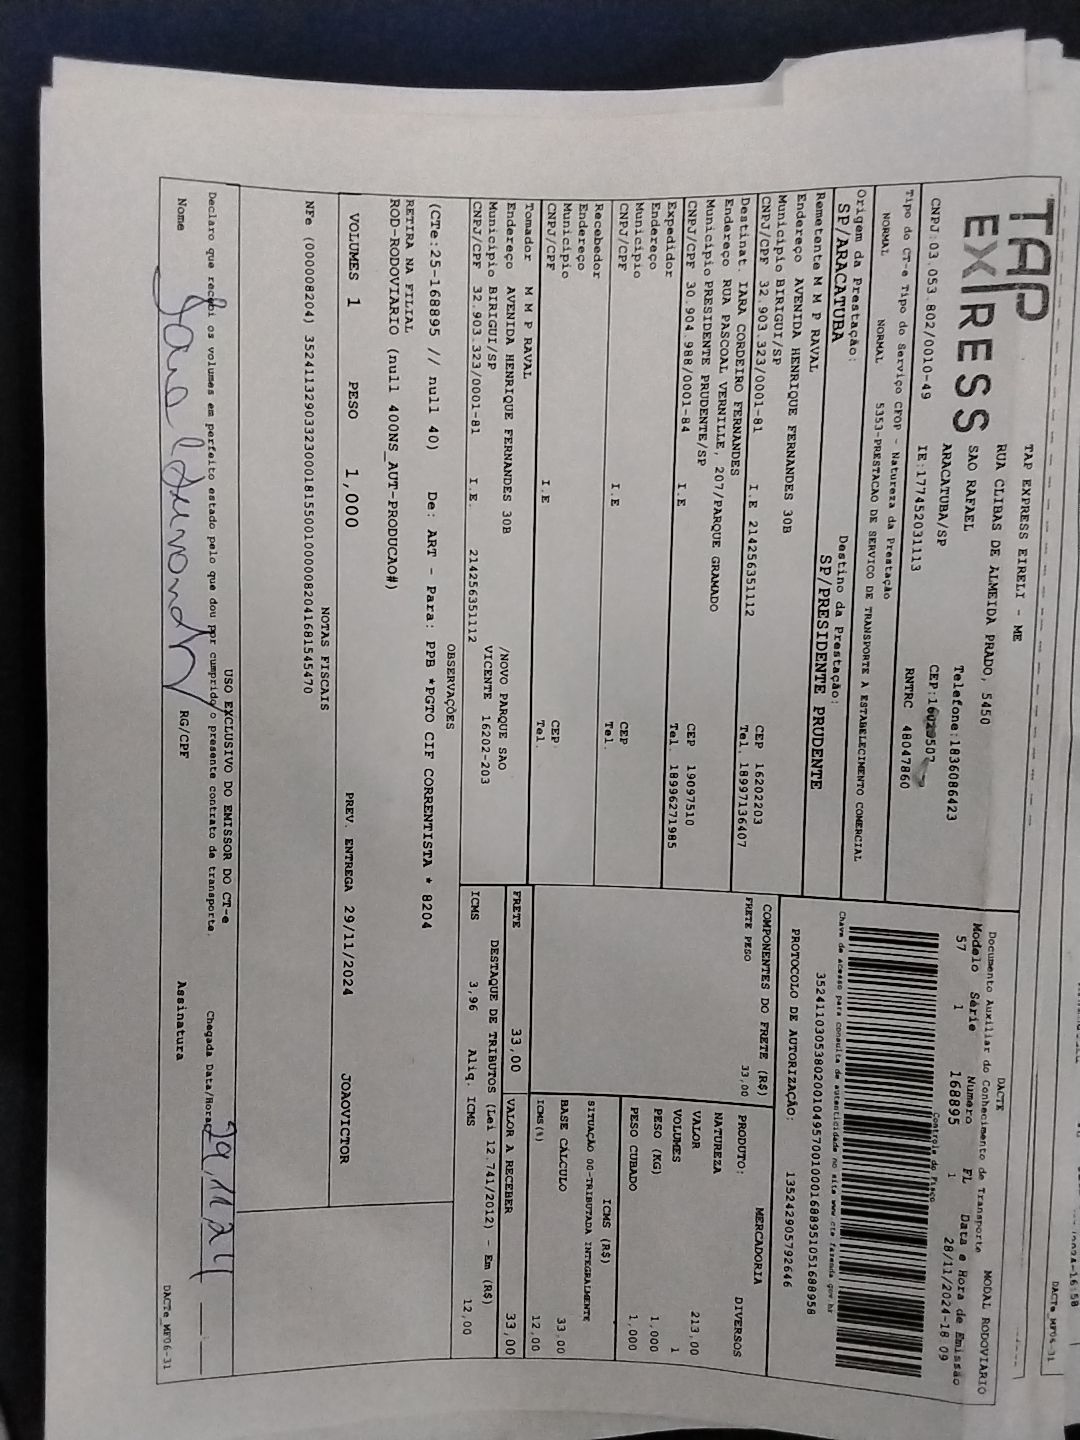 TAP
EXPRESS
TAP EXPRESS EIRELI - ME
RUA CLIBAS DE ALMEIDA PRADO, 5450
SAO RAFAEL
Telefone:1836086423
ARACATUBA/SP
CNPJ:03.053.802/0010-49
IE:177452031113
RNTRC 48047860
Tipo do CT-e Tipo do Serviço CFOP - Natureza da Prestação
NORMAL NORMAL 5353-PRESTACAO DE SERVICO DE TRANSPORTE A ESTABELECIMENTO COMERCIAL
Origem da Prestação: Destino da Prestação:
SP/ARACATUBA SP/PRESIDENTE PRUDENTE
DACTE MODAL RODOVIARIO
Documento Auxiliar do Conhecimento de Transporte
Modelo Série Numero FL Data e Hora de Emissão
57 1 168895 1 28/11/2024-18 09
Controle do Fisco
Chave de acesso para consulta de autenticidade no site www.cte.fazenda.gov.br
35241103053802001049570010001688951051688958
PROTOCOLO DE AUTORIZAÇÃO: 135242905792646
Remetente M M P RAVAL
Endereço AVENIDA HENRIQUE FERNANDES 30B
Município BIRIGUI/SP CEP 16202203
CNPJ/CPF 32.903.323/0001-81 I.E 214256351112 Tel. 18997136407
Destinat. IARA CORDEIRO FERNANDES
Endereço RUA PASCOAL VERNILLE, 207/PARQUE GRAMADO
Município PRESIDENTE PRUDENTE/SP CEP 19097510
CNPJ/CPF 30.904.988/0001-84 I.E Tel. 18996271985
Expedidor
Endereço
Município CEP
CNPJ/CPF I.E Tel.
Recebedor
Endereço
Município CEP
CNPJ/CPF I.E Tel.
Tomador M M P RAVAL
Endereço AVENIDA HENRIQUE FERNANDES 30B /NOVO PARQUE SAO
Município BIRIGUI/SP VICENTE 16202-203
CNPJ/CPF 32.903.323/0001-81 I.E. 214256351112
COMPONENTES DO FRETE (R$)
FRETE PESO 33,00
PRODUTO: MERCADORIA DIVERSOS
NATUREZA
VALOR 213,00
VOLUMES 1
PESO (KG) 1,000
PESO CUBADO 1,000
ICMS (R$)
SITUAÇÃO 00-TRIBUTADA INTEGRALMENTE
BASE CÁLCULO 33,00
ICMS(%) 12,00
FRETE 33,00 VALOR A RECEBER 33,00
DESTAQUE DE TRIBUTOS (Lei 12.741/2012) - Em (R$)
ICMS 3,96 Aliq. ICMS 12,00
OBSERVAÇÕES
(CTe:25-168895 // null 40) De: ART - Para: PPB *PGTO CIF CORRENTISTA * 8204
RETIRA NA FILIAL
ROD-RODOVIARIO (null 400NS_AUT-PRODUCAO#)
VOLUMES 1 PESO 1,000 PREV. ENTREGA 29/11/2024 JOAOVICTOR
NOTAS FISCAIS
NFe (000008204) 35241132903323000181550010000082041681545470
USO EXCLUSIVO DO EMISSOR DO CT-e
Declaro que recebi os volumes em perfeito estado pelo que dou por cumprido o presente contrato de transporte. Chegada Data/Hora 29/11/24
Nome RG/CPF Assinatura
DACTe_MF06-31
DACTe_MF06-31